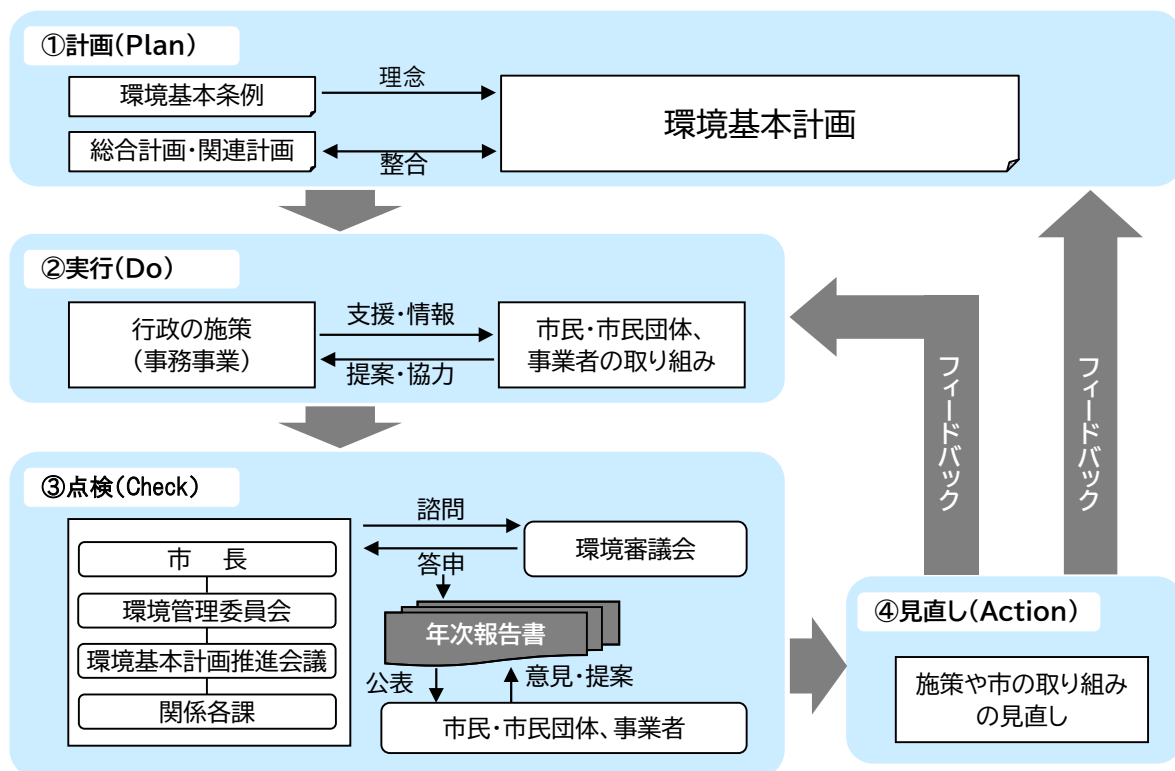 ①計画(Plan)
環境基本条例
理念
環境基本計画
総合計画・関連計画
整合
②実行(Do)
行政の施策
(事務事業)
支援・情報
提案・協力
市民・市民団体、
事業者の取り組み
フィードバック
フィードバック
③点検(Check)
市　長
環境管理委員会
環境基本計画推進会議
関係各課
諮問
答申
環境審議会
年次報告書
公表
意見・提案
市民・市民団体、事業者
④見直し(Action)
施策や市の取り組み
の見直し